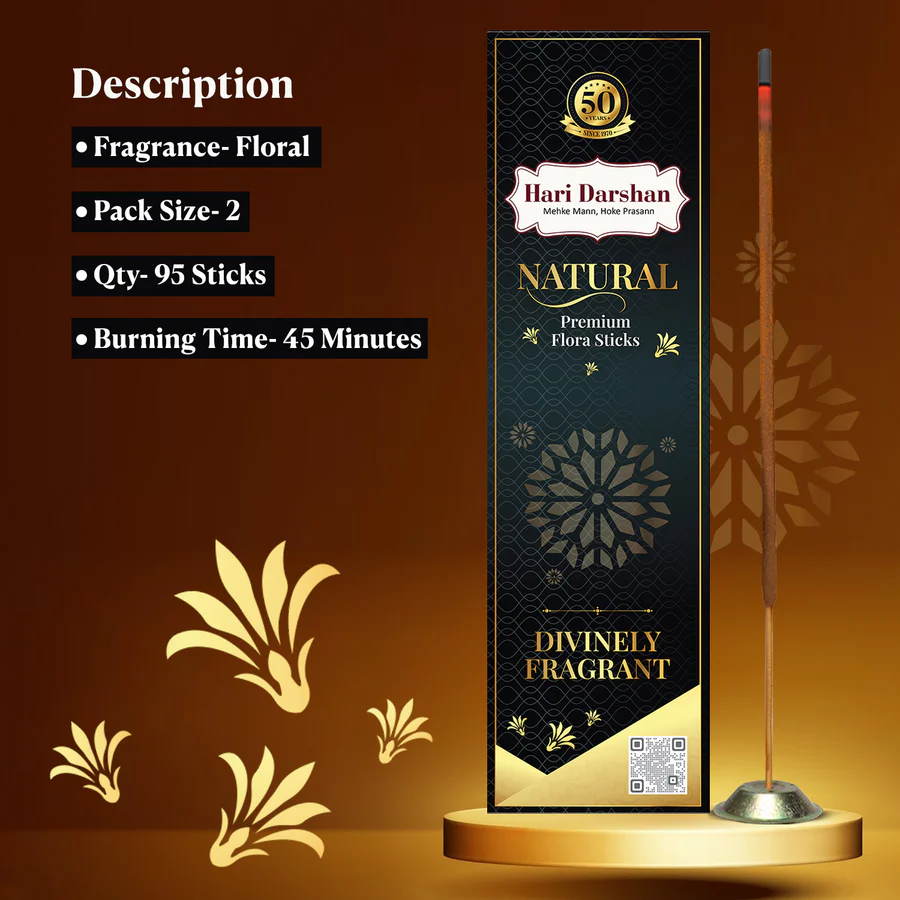 Description
• Fragrance- Floral
• Pack Size- 2
• Qty- 95 Sticks
• Burning Time- 45 Minutes
50
YEARS
SINCE 1970
Hari Darshan
Mehke Mann, Hoke Prasann
NATURAL
Premium
Flora Sticks
DIVINELY
FRAGRANT